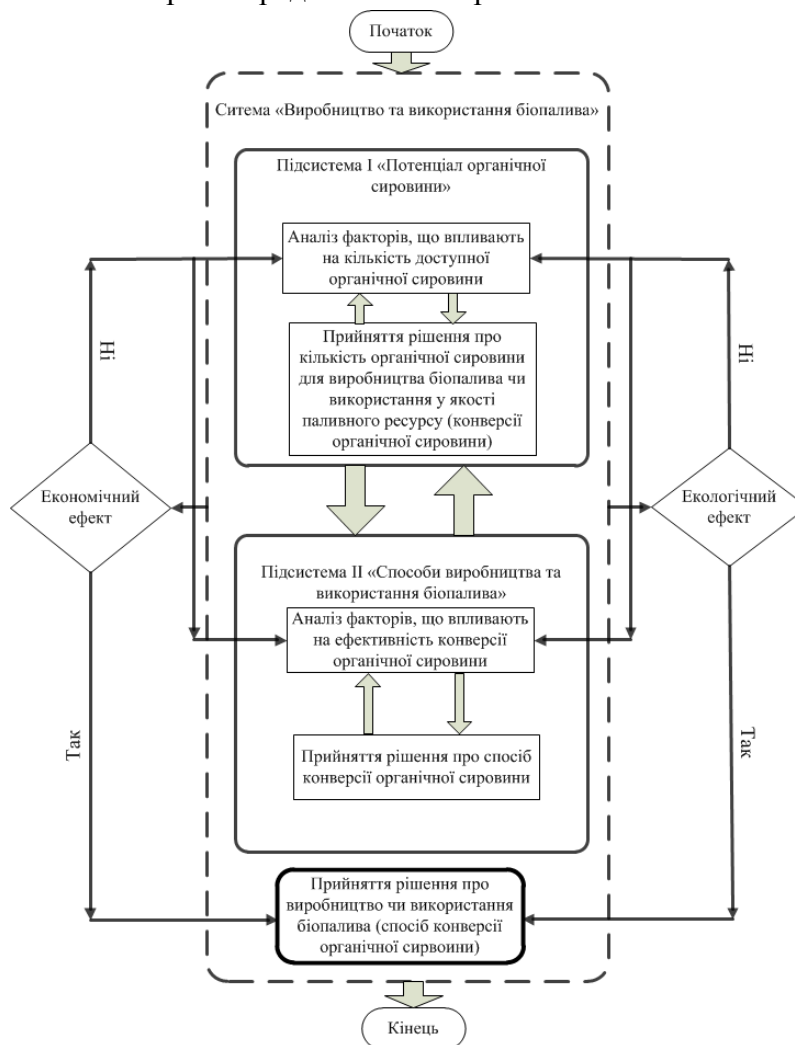 Початок
Ситема «Виробництво та використання біопалива»
Підсистема І «Потенціал органічної
сировини»
Аналіз факторів, що впливають
на кількість доступної
органічної сировини
Прийняття рішення про
кількість органічної сировини
для виробництва біопалива чи
використання у якості
паливного ресурсу (конверсії
органічної сировини)
Ні
Ні
Економічний
ефект
Екологічний
ефект
Підсистема ІІ «Способи виробництва та
використання біопалива»
Аналіз факторів, що впливають
на ефективність конверсії
органічної сировини
Прийняття рішення про спосіб
конверсії органічної сировини
Так
Так
Прийняття рішення про
виробництво чи використання
біопалива (спосіб конверсії
органічної сирвоини)
Кінець